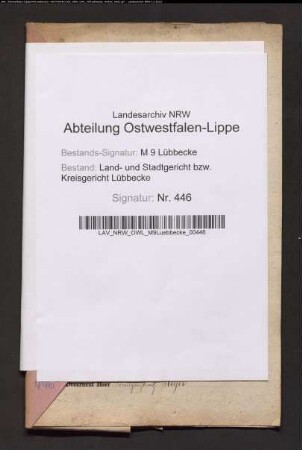 Landesarchiv NRW
Abteilung Ostwestfalen-Lippe
Bestands-Signatur: M 9 Lübbecke
Bestand: Land- und Stadtgericht bzw.
Kreisgericht Lübbecke
Signatur: Nr. 446
LAV_NRW_OWL_M9Luebbecke_00446